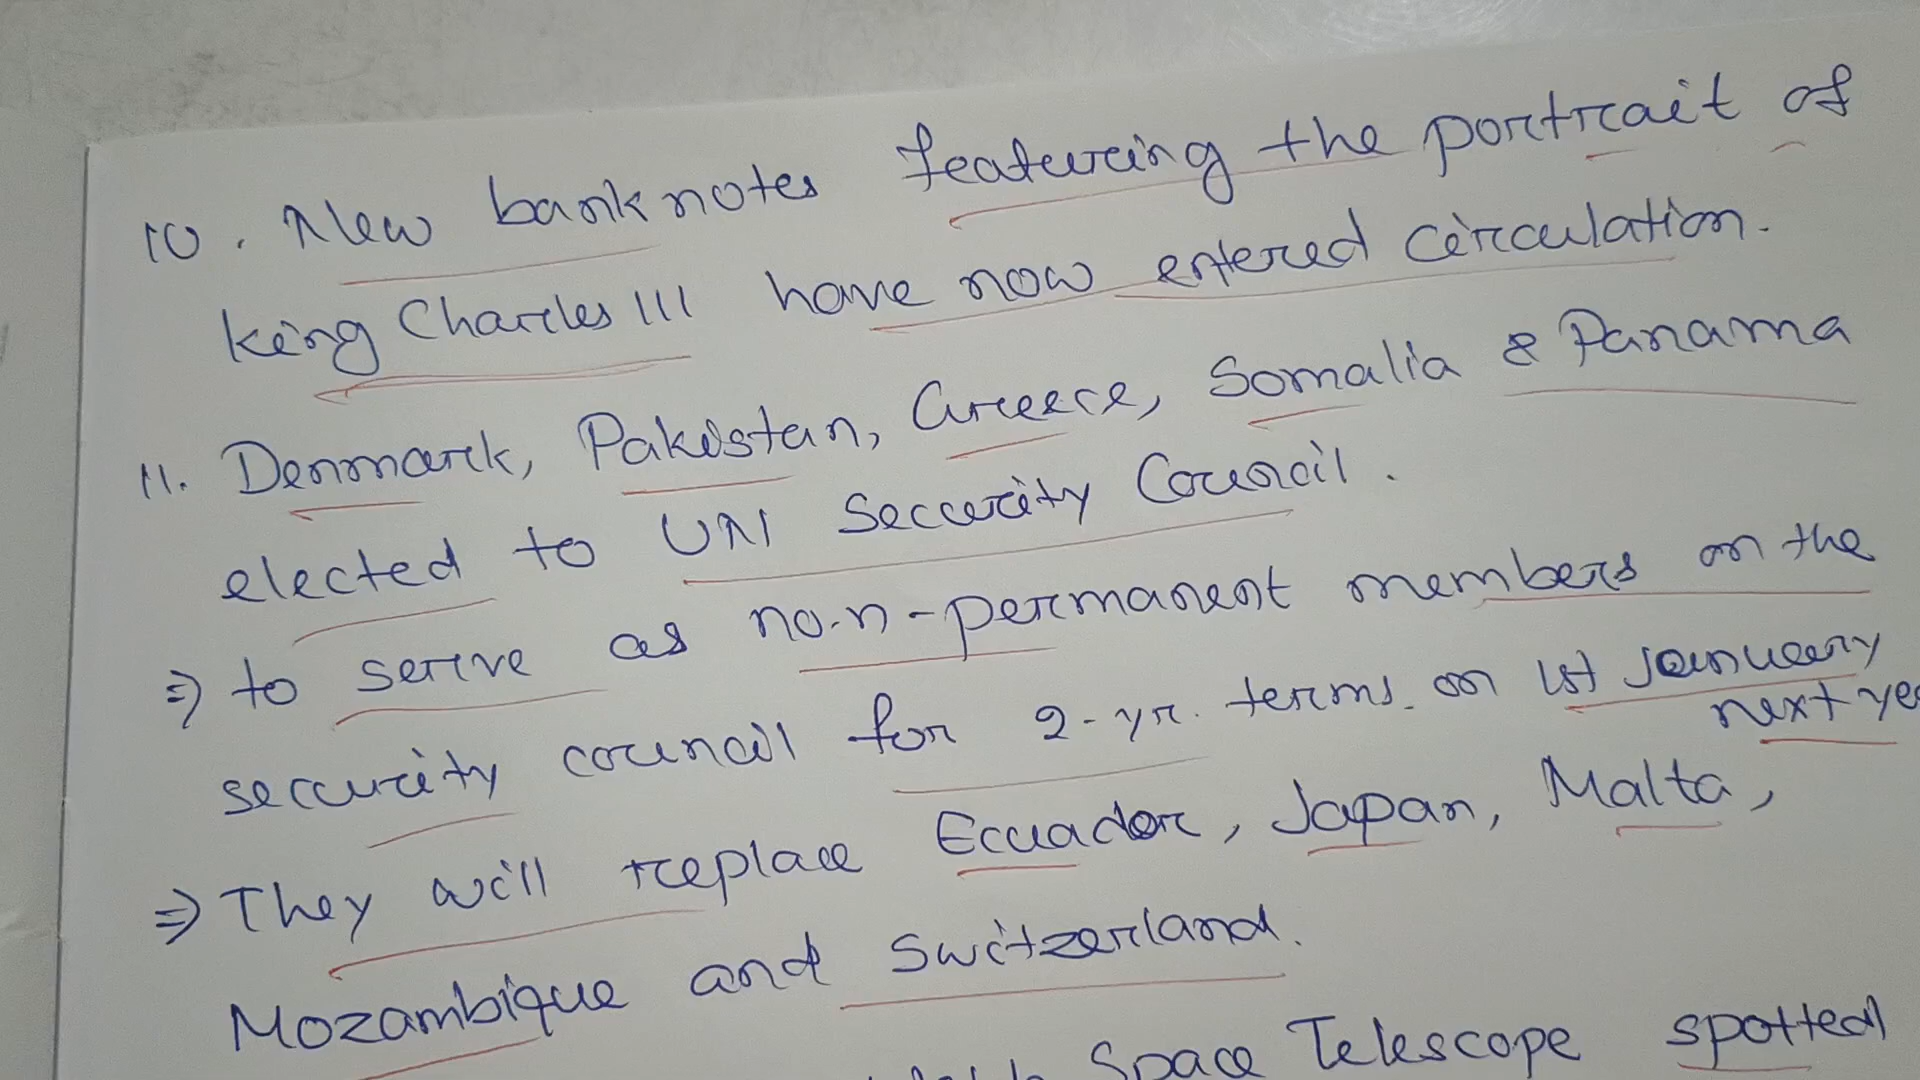 10. New banknotes featuring the portrait of
King Charles III have now entered circulation.
11. Denmark, Pakistan, Greece, Somalia & Panama
elected to UN Security Council.
⇒ to serve as non-permanent members on the
security council for 2-yr. terms. on 1st January
next ye
⇒ They will replace Ecuador, Japan, Malta,
Mozambique and Switzerland.
Space Telescope spotted